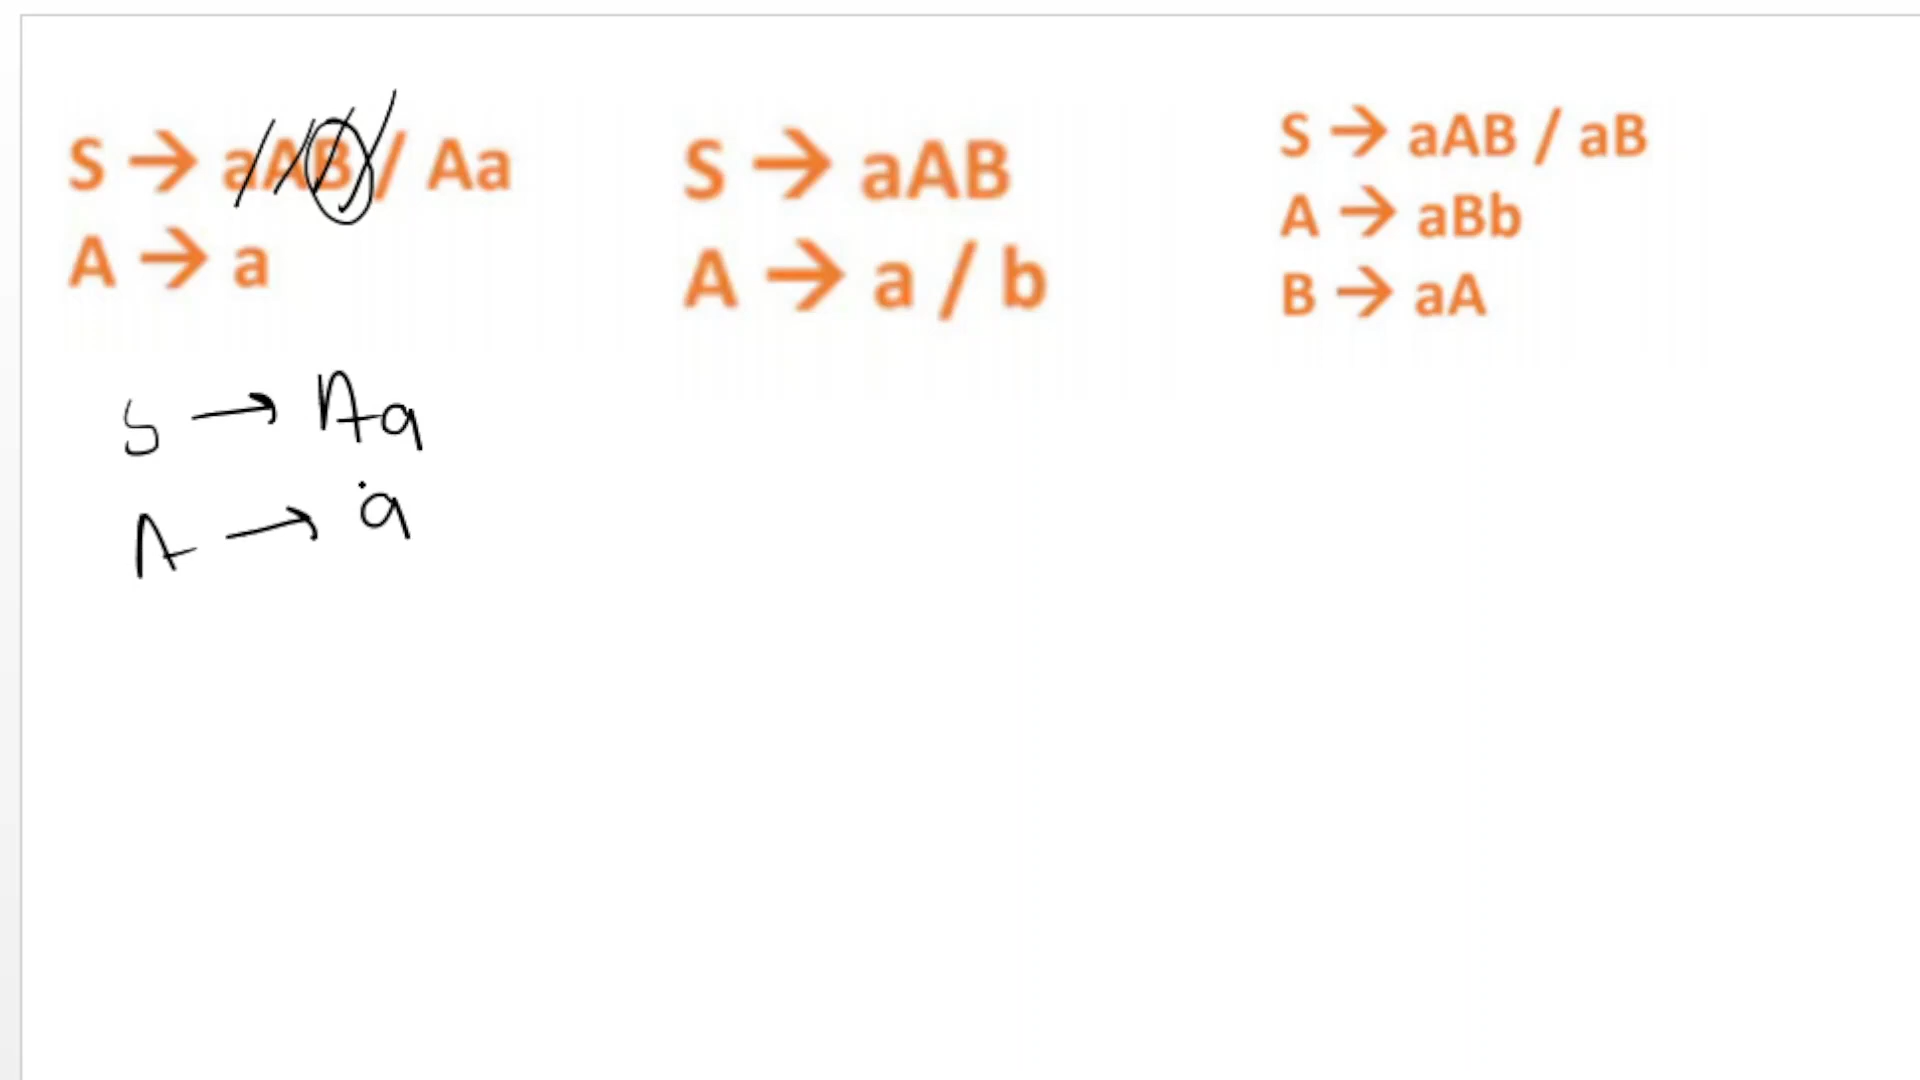 S → aAB / Aa
A → a
S → Aa
A → a
S → aAB
A → a / b
S → aAB / aB
A → aBb
B → aA